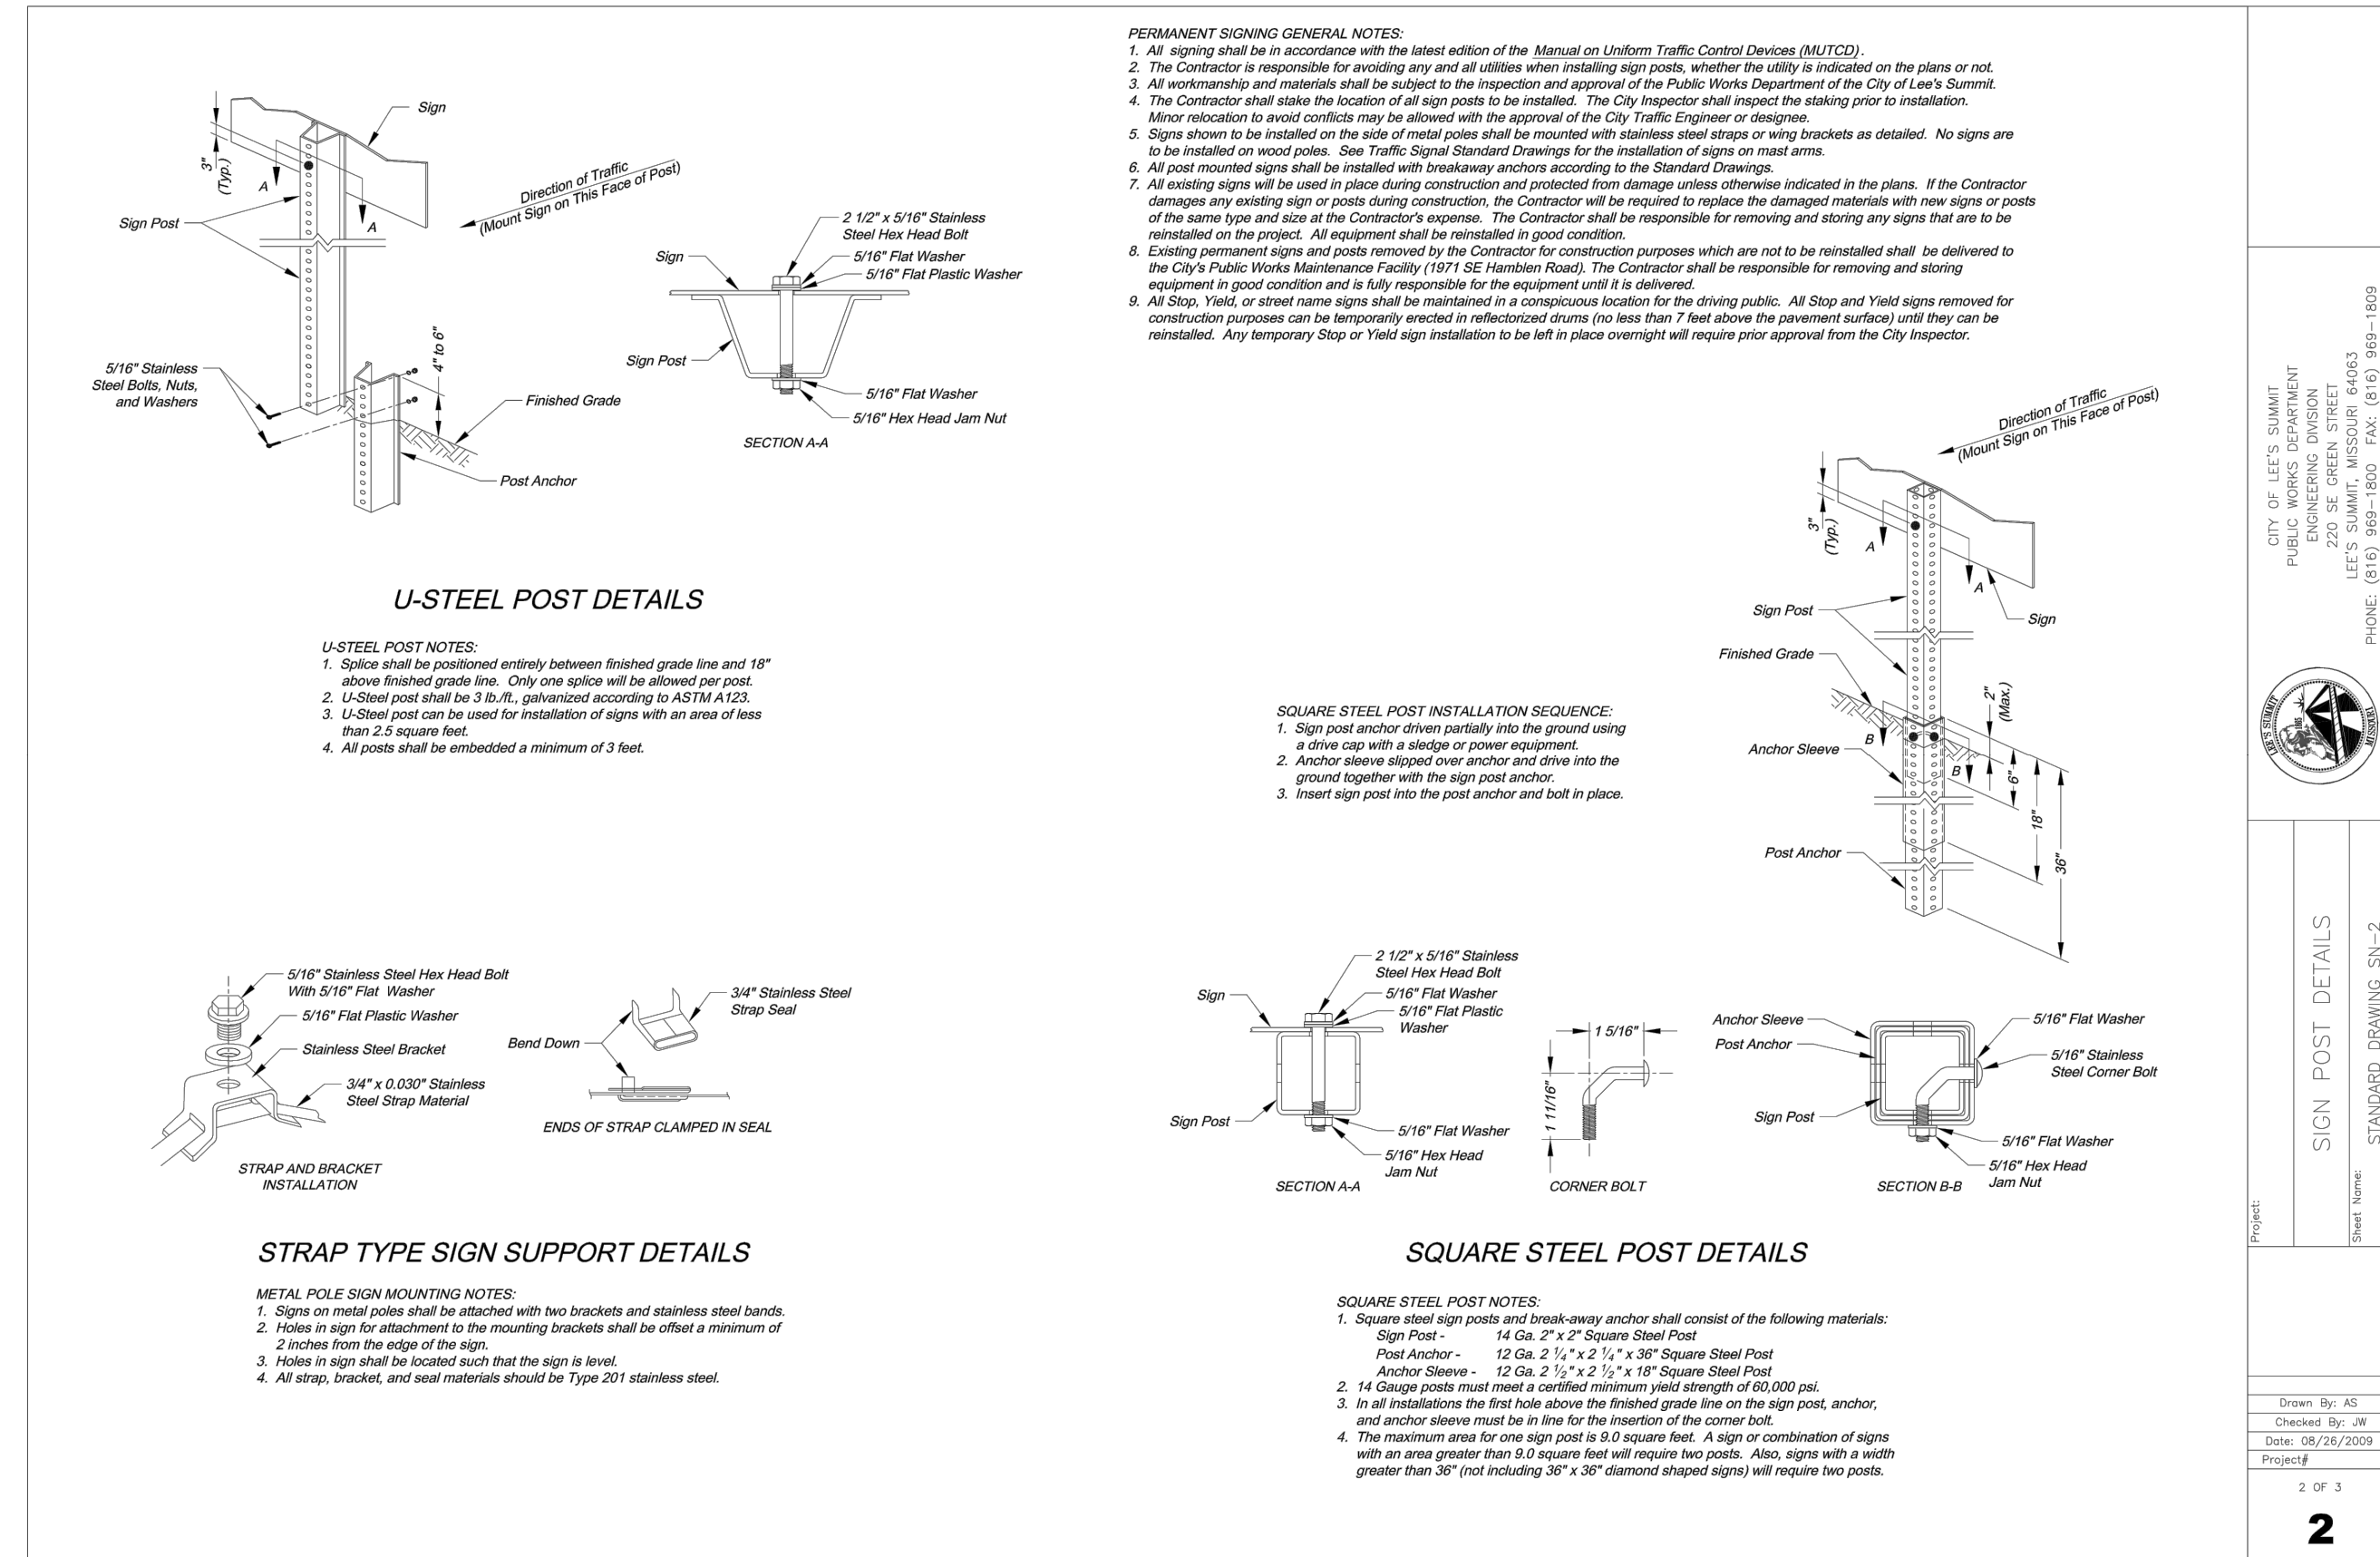 3"
(Typ.)
A
A
Sign
Direction of Traffic
(Mount Sign on This Face of Post)
Sign Post
5/16" Stainless
Steel Bolts, Nuts,
and Washers
4" to 6"
Finished Grade
Post Anchor
2 1/2" x 5/16" Stainless
Steel Hex Head Bolt
Sign
5/16" Flat Washer
5/16" Flat Plastic Washer
Sign Post
5/16" Flat Washer
5/16" Hex Head Jam Nut
SECTION A-A
U-STEEL POST DETAILS
U-STEEL POST NOTES:
1. Splice shall be positioned entirely between finished grade line and 18"
above finished grade line. Only one splice will be allowed per post.
2. U-Steel post shall be 3 lb./ft., galvanized according to ASTM A123.
3. U-Steel post can be used for installation of signs with an area of less
than 2.5 square feet.
4. All posts shall be embedded a minimum of 3 feet.
5/16" Stainless Steel Hex Head Bolt
With 5/16" Flat Washer
5/16" Flat Plastic Washer
Stainless Steel Bracket
3/4" x 0.030" Stainless
Steel Strap Material
STRAP AND BRACKET
INSTALLATION
3/4" Stainless Steel
Strap Seal
Bend Down
ENDS OF STRAP CLAMPED IN SEAL
STRAP TYPE SIGN SUPPORT DETAILS
METAL POLE SIGN MOUNTING NOTES:
1. Signs on metal poles shall be attached with two brackets and stainless steel bands.
2. Holes in sign for attachment to the mounting brackets shall be offset a minimum of
2 inches from the edge of the sign.
3. Holes in sign shall be located such that the sign is level.
4. All strap, bracket, and seal materials should be Type 201 stainless steel.
PERMANENT SIGNING GENERAL NOTES:
1. All signing shall be in accordance with the latest edition of the Manual on Uniform Traffic Control Devices (MUTCD) .
2. The Contractor is responsible for avoiding any and all utilities when installing sign posts, whether the utility is indicated on the plans or not.
3. All workmanship and materials shall be subject to the inspection and approval of the Public Works Department of the City of Lee's Summit.
4. The Contractor shall stake the location of all sign posts to be installed. The City Inspector shall inspect the staking prior to installation.
Minor relocation to avoid conflicts may be allowed with the approval of the City Traffic Engineer or designee.
5. Signs shown to be installed on the side of metal poles shall be mounted with stainless steel straps or wing brackets as detailed. No signs are
to be installed on wood poles. See Traffic Signal Standard Drawings for the installation of signs on mast arms.
6. All post mounted signs shall be installed with breakaway anchors according to the Standard Drawings.
7. All existing signs will be used in place during construction and protected from damage unless otherwise indicated in the plans. If the Contractor
damages any existing sign or posts during construction, the Contractor will be required to replace the damaged materials with new signs or posts
of the same type and size at the Contractor's expense. The Contractor shall be responsible for removing and storing any signs that are to be
reinstalled on the project. All equipment shall be reinstalled in good condition.
8. Existing permanent signs and posts removed by the Contractor for construction purposes which are not to be reinstalled shall be delivered to
the City's Public Works Maintenance Facility (1971 SE Hamblen Road). The Contractor shall be responsible for removing and storing
equipment in good condition and is fully responsible for the equipment until it is delivered.
9. All Stop, Yield, or street name signs shall be maintained in a conspicuous location for the driving public. All Stop and Yield signs removed for
construction purposes can be temporarily erected in reflectorized drums (no less than 7 feet above the pavement surface) until they can be
reinstalled. Any temporary Stop or Yield sign installation to be left in place overnight will require prior approval from the City Inspector.
Direction of Traffic
(Mount Sign on This Face of Post)
3"
(Typ.)
A
A
Sign Post
Sign
Finished Grade
2"
(Max.)
B
B
Anchor Sleeve
6"
18"
36"
Post Anchor
SQUARE STEEL POST INSTALLATION SEQUENCE:
1. Sign post anchor driven partially into the ground using
a drive cap with a sledge or power equipment.
2. Anchor sleeve slipped over anchor and drive into the
ground together with the sign post anchor.
3. Insert sign post into the post anchor and bolt in place.
2 1/2" x 5/16" Stainless
Steel Hex Head Bolt
Sign
5/16" Flat Washer
5/16" Flat Plastic
Washer
Sign Post
5/16" Flat Washer
5/16" Hex Head
Jam Nut
SECTION A-A
1 5/16"
1 11/16"
CORNER BOLT
Anchor Sleeve
Post Anchor
5/16" Flat Washer
5/16" Stainless
Steel Corner Bolt
Sign Post
5/16" Flat Washer
5/16" Hex Head
Jam Nut
SECTION B-B
SQUARE STEEL POST DETAILS
SQUARE STEEL POST NOTES:
1. Square steel sign posts and break-away anchor shall consist of the following materials:
Sign Post - 14 Ga. 2" x 2" Square Steel Post
Post Anchor - 12 Ga. 2 1/4" x 2 1/4" x 36" Square Steel Post
Anchor Sleeve - 12 Ga. 2 1/2" x 2 1/2" x 18" Square Steel Post
2. 14 Gauge posts must meet a certified minimum yield strength of 60,000 psi.
3. In all installations the first hole above the finished grade line on the sign post, anchor,
and anchor sleeve must be in line for the insertion of the corner bolt.
4. The maximum area for one sign post is 9.0 square feet. A sign or combination of signs
with an area greater than 9.0 square feet will require two posts. Also, signs with a width
greater than 36" (not including 36" x 36" diamond shaped signs) will require two posts.
CITY OF LEE'S SUMMIT
PUBLIC WORKS DEPARTMENT
ENGINEERING DIVISION
220 SE GREEN STREET
LEE'S SUMMIT, MISSOURI 64063
PHONE: (816) 969-1800 FAX: (816) 969-1809
LEE'S SUMMIT
MISSOURI
Project:
SIGN POST DETAILS
Sheet Name:
STANDARD DRAWING SN-2
Drawn By: AS
Checked By: JW
Date: 08/26/2009
Project#
2 OF 3
2